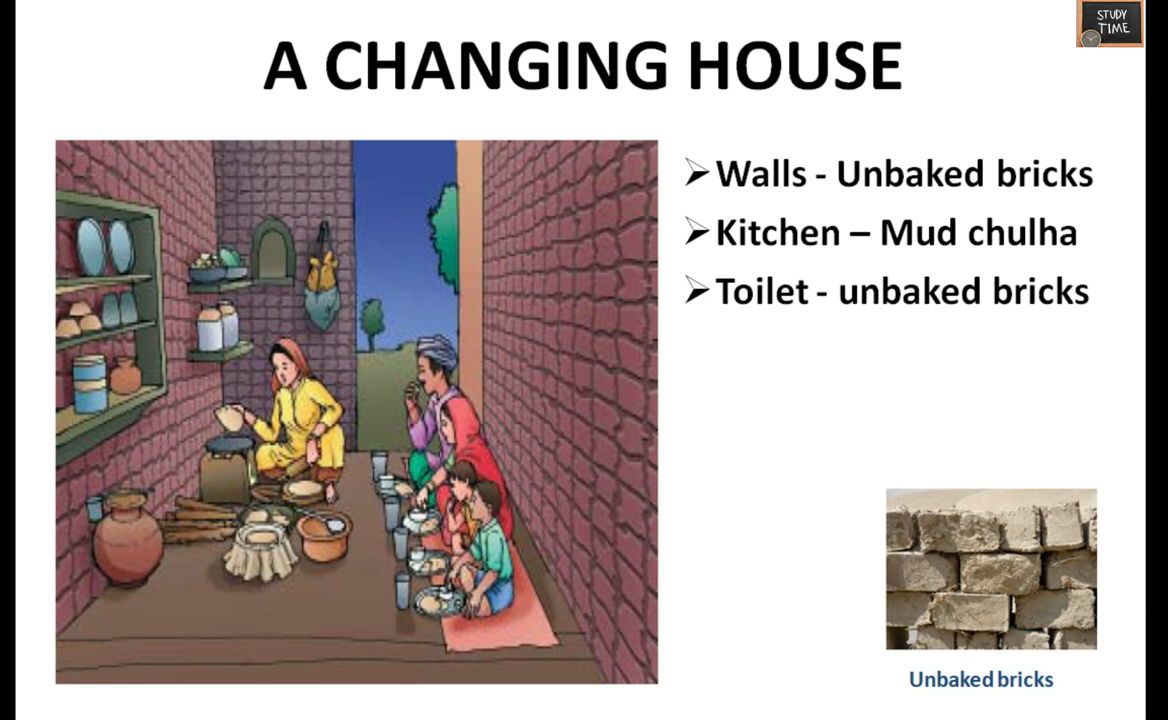 STUDY
TIME
A CHANGING HOUSE
➢ Walls - Unbaked bricks
➢ Kitchen – Mud chulha
➢ Toilet - unbaked bricks
Unbaked bricks